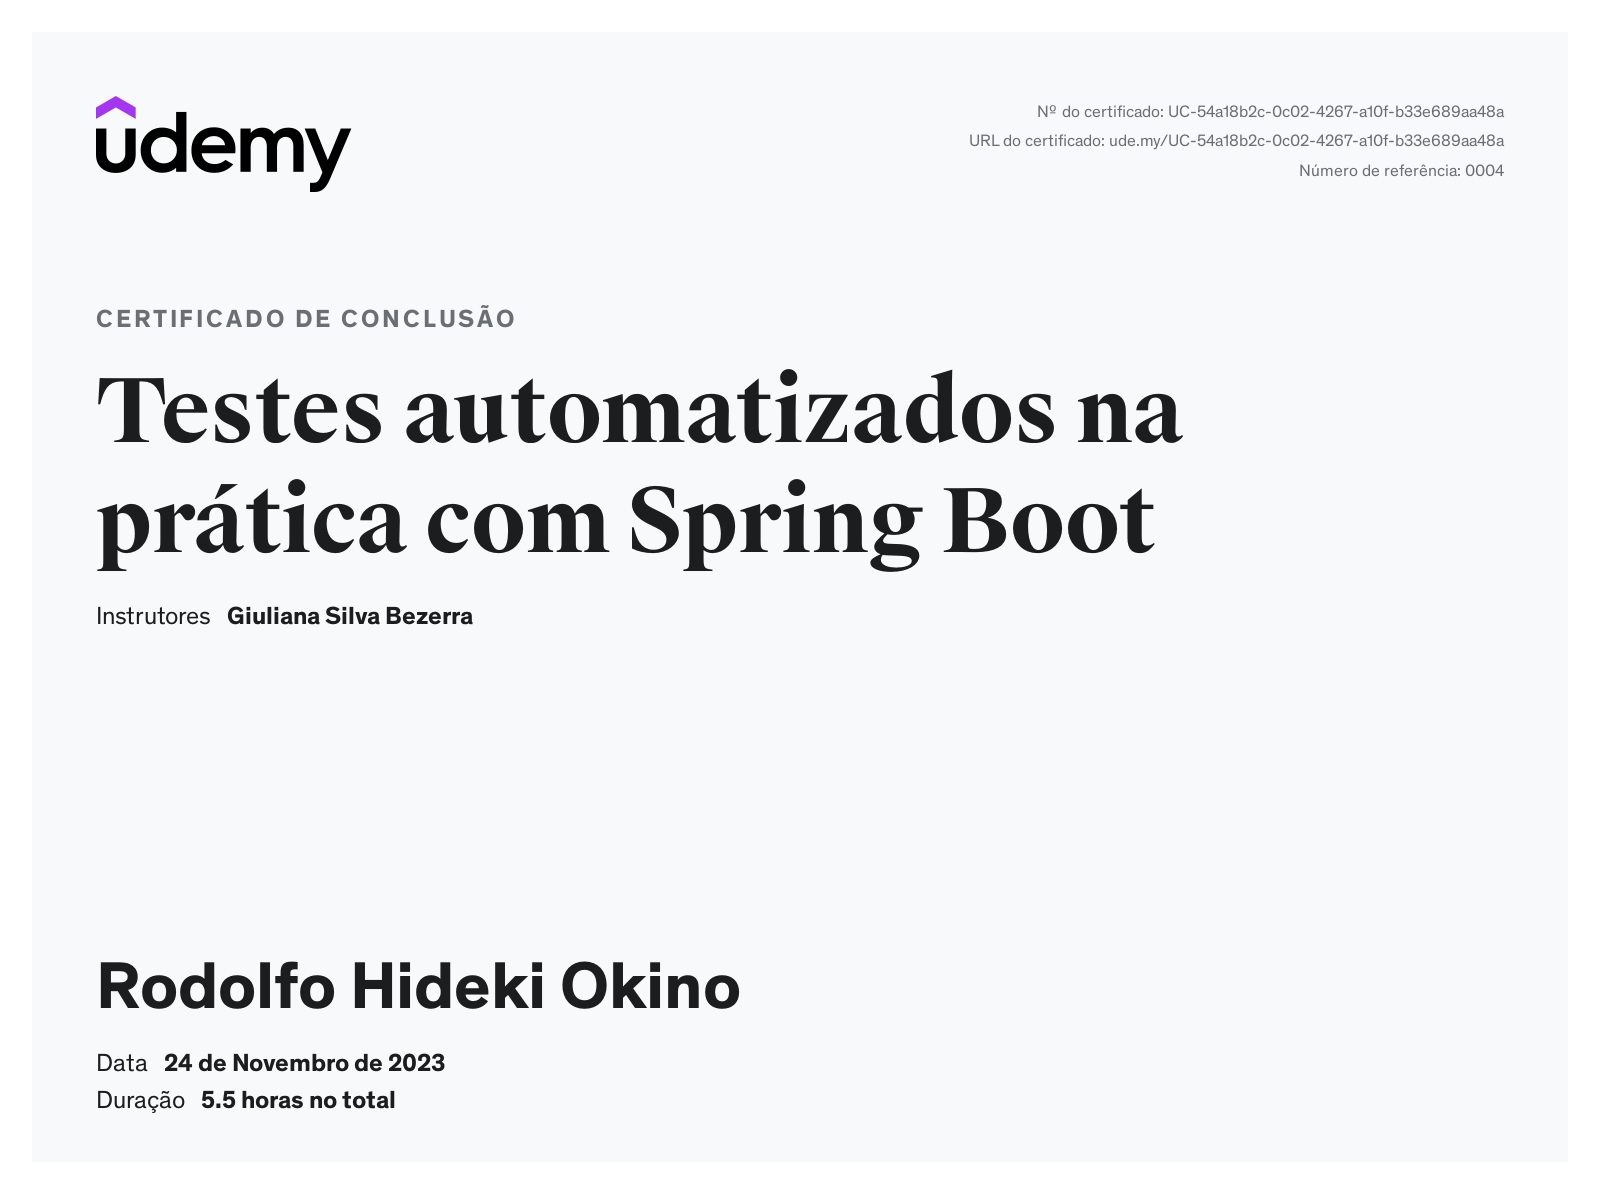 udemy
Nº do certificado: UC-54a18b2c-0c02-4267-a10f-b33e689aa48a
URL do certificado: ude.my/UC-54a18b2c-0c02-4267-a10f-b33e689aa48a
Número de referência: 0004
CERTIFICADO DE CONCLUSÃO
Testes automatizados na
prática com Spring Boot
Instrutores Giuliana Silva Bezerra
Rodolfo Hideki Okino
Data 24 de Novembro de 2023
Duração 5.5 horas no total